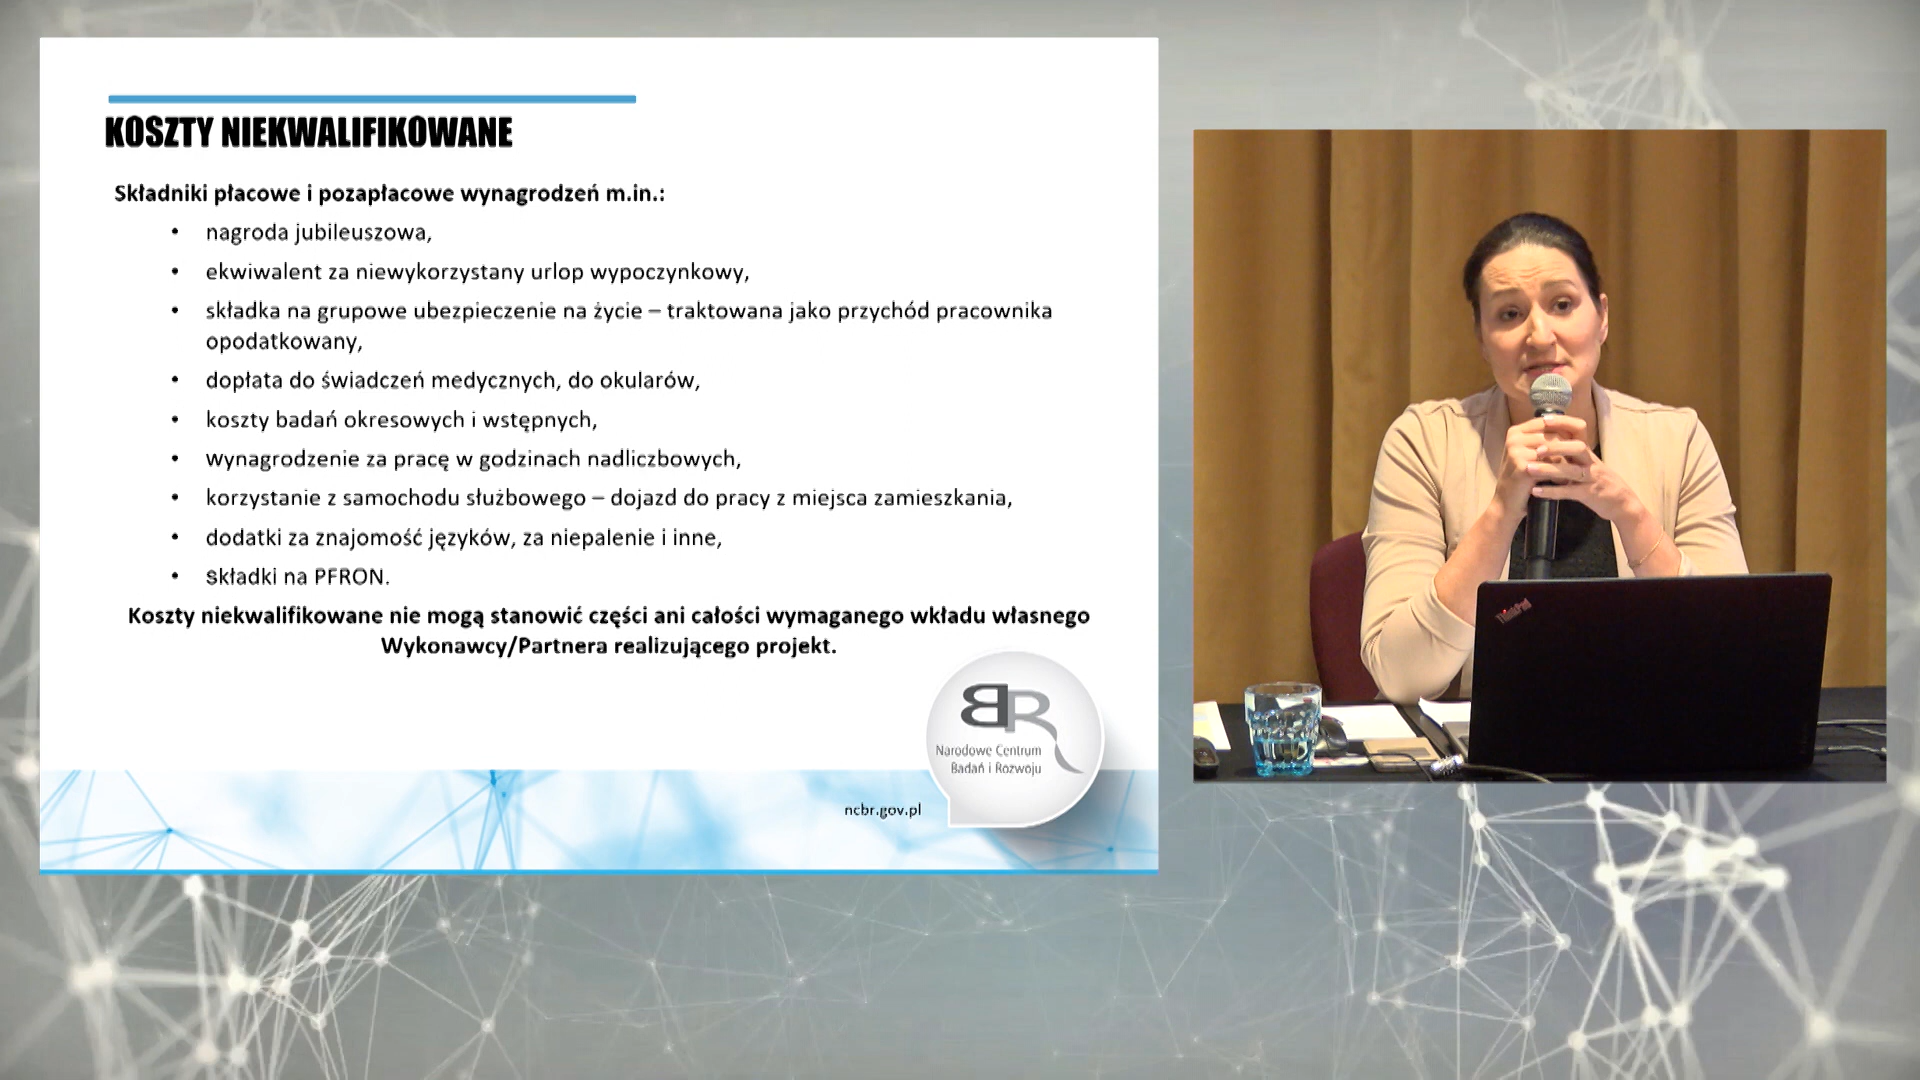 KOSZTY NIEKWALIFIKOWANE
Składniki płacowe i pozapłacowe wynagrodzeń m.in.:
• nagroda jubileuszowa,
• ekwiwalent za niewykorzystany urlop wypoczynkowy,
• składka na grupowe ubezpieczenie na życie – traktowana jako przychód pracownika
opodatkowany,
• dopłata do świadczeń medycznych, do okularów,
• koszty badań okresowych i wstępnych,
• wynagrodzenie za pracę w godzinach nadliczbowych,
• korzystanie z samochodu służbowego – dojazd do pracy z miejsca zamieszkania,
• dodatki za znajomość języków, za niepalenie i inne,
• składki na PFRON.
Koszty niekwalifikowane nie mogą stanowić części ani całości wymaganego wkładu własnego
Wykonawcy/Partnera realizującego projekt.
BR
Narodowe Centrum
Badań i Rozwoju
ncbr.gov.pl
ThinkPad